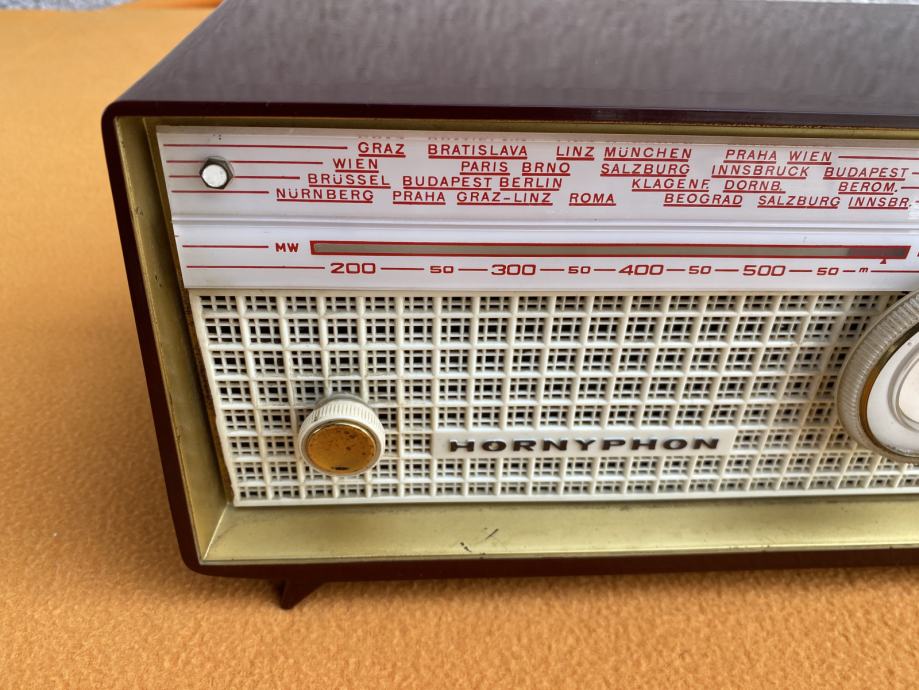 GRAZ BRATISLAVA LINZ MÜNCHEN PRAHA WIEN
WIEN PARIS BRNO SALZBURG INNSBRUCK BUDAPEST
BRÜSSEL BUDAPEST BERLIN KLAGENF. DORNB. BEROM.
NÜRNBERG PRAHA GRAZ-LINZ ROMA BEOGRAD SALZBURG INNSBR.
MW
200 50 300 50 400 50 500 50 m
HORNYPHON